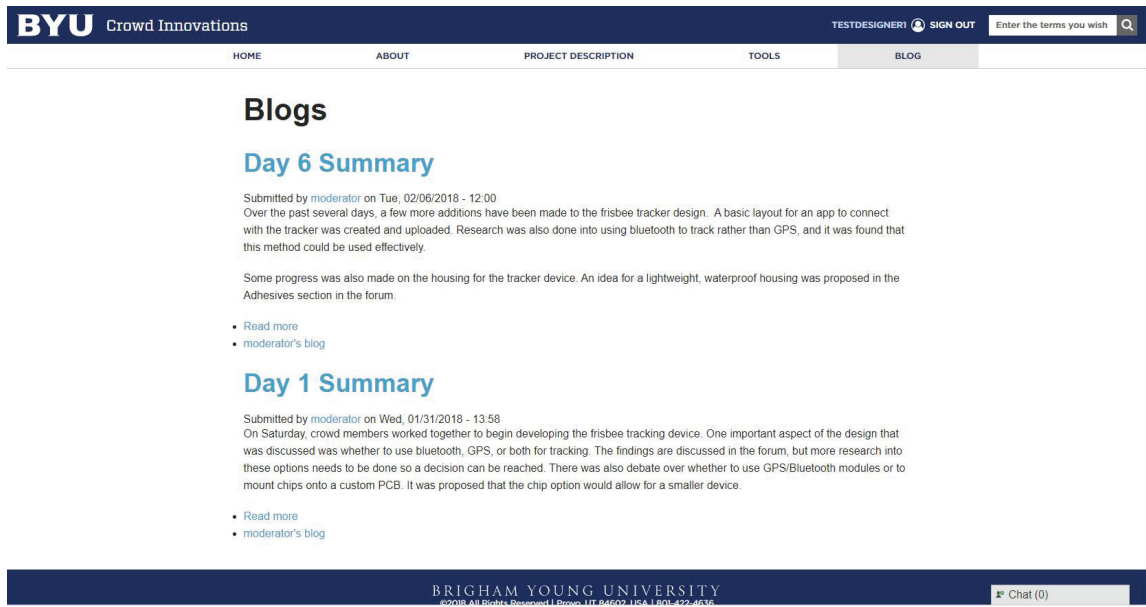 BYU Crowd Innovations
TESTDESIGNER1 SIGN OUT
Enter the terms you wish
HOME ABOUT PROJECT DESCRIPTION TOOLS BLOG
Blogs
Day 6 Summary
Submitted by moderator on Tue, 02/06/2018 - 12:00
Over the past several days, a few more additions have been made to the frisbee tracker design. A basic layout for an app to connect
with the tracker was created and uploaded. Research was also done into using bluetooth to track rather than GPS, and it was found that
this method could be used effectively.
Some progress was also made on the housing for the tracker device. An idea for a lightweight, waterproof housing was proposed in the
Adhesives section in the forum.
• Read more
• moderator's blog
Day 1 Summary
Submitted by moderator on Wed, 01/31/2018 - 13:58
On Saturday, crowd members worked together to begin developing the frisbee tracking device. One important aspect of the design that
was discussed was whether to use bluetooth, GPS, or both for tracking. The findings are discussed in the forum, but more research into
these options needs to be done so a decision can be reached. There was also debate over whether to use GPS/Bluetooth modules or to
mount chips onto a custom PCB. It was proposed that the chip option would allow for a smaller device.
• Read more
• moderator's blog
BRIGHAM YOUNG UNIVERSITY
©2018 All Rights Reserved | Provo, UT 84602, USA | 801-422-4636
Chat (0)